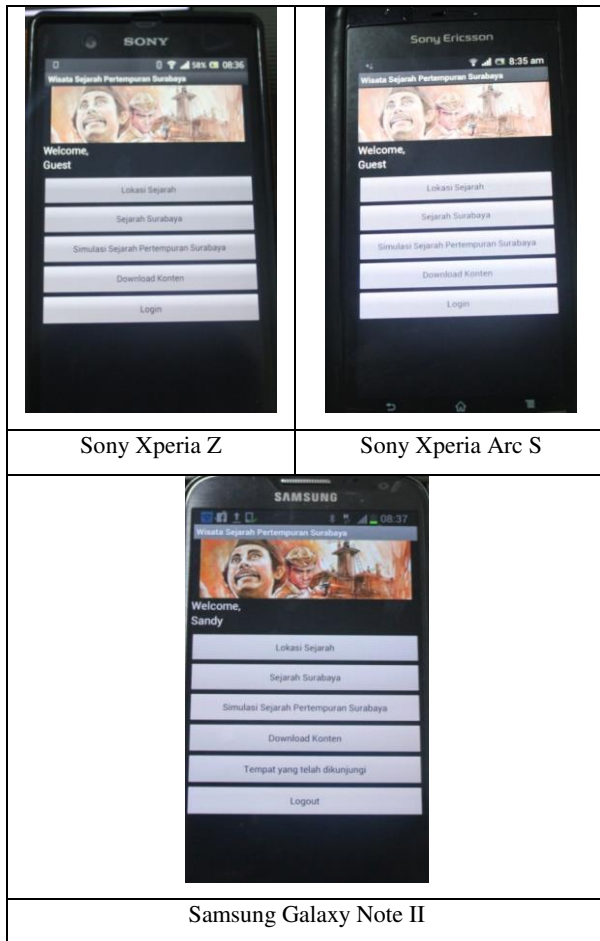 SONY
58% 08:36
Wisata Sejarah Pertempuran Surabaya
Welcome,
Guest
Lokasi Sejarah
Sejarah Surabaya
Simulasi Sejarah Pertempuran Surabaya
Download Konten
Login
Sony Xperia Z
Sony Ericsson
8:35 am
Wisata Sejarah Pertempuran Surabaya
Welcome,
Guest
Lokasi Sejarah
Sejarah Surabaya
Simulasi Sejarah Pertempuran Surabaya
Download Konten
Login
Sony Xperia Arc S
SAMSUNG
08:37
Wisata Sejarah Pertempuran Surabaya
Welcome,
Sandy
Lokasi Sejarah
Sejarah Surabaya
Simulasi Sejarah Pertempuran Surabaya
Download Konten
Tempat yang telah dikunjungi
Logout
Samsung Galaxy Note II